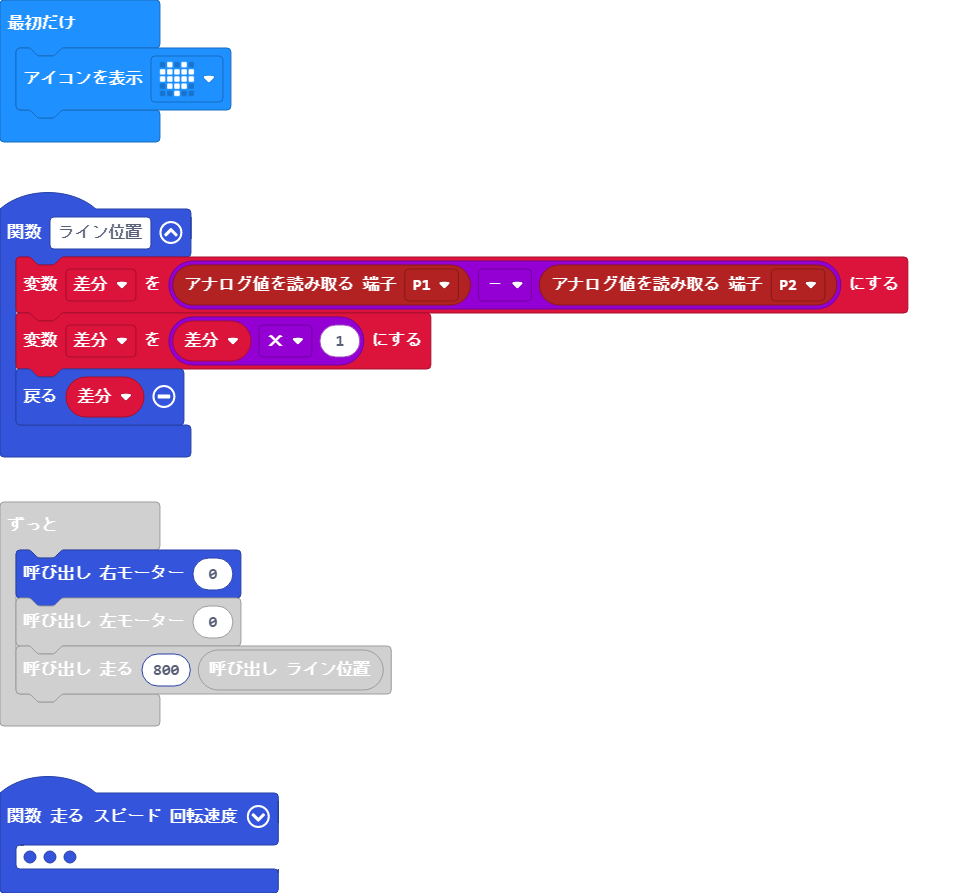 最初だけ
アイコンを表示
関数 ライン位置
変数 差分 を アナログ値を読み取る 端子 P1 - アナログ値を読み取る 端子 P2 にする
変数 差分 を 差分 × 1 にする
戻る 差分
ずっと
呼び出し 右モーター 0
呼び出し 左モーター 0
呼び出し 走る 800 呼び出し ライン位置
関数 走る スピード 回転速度